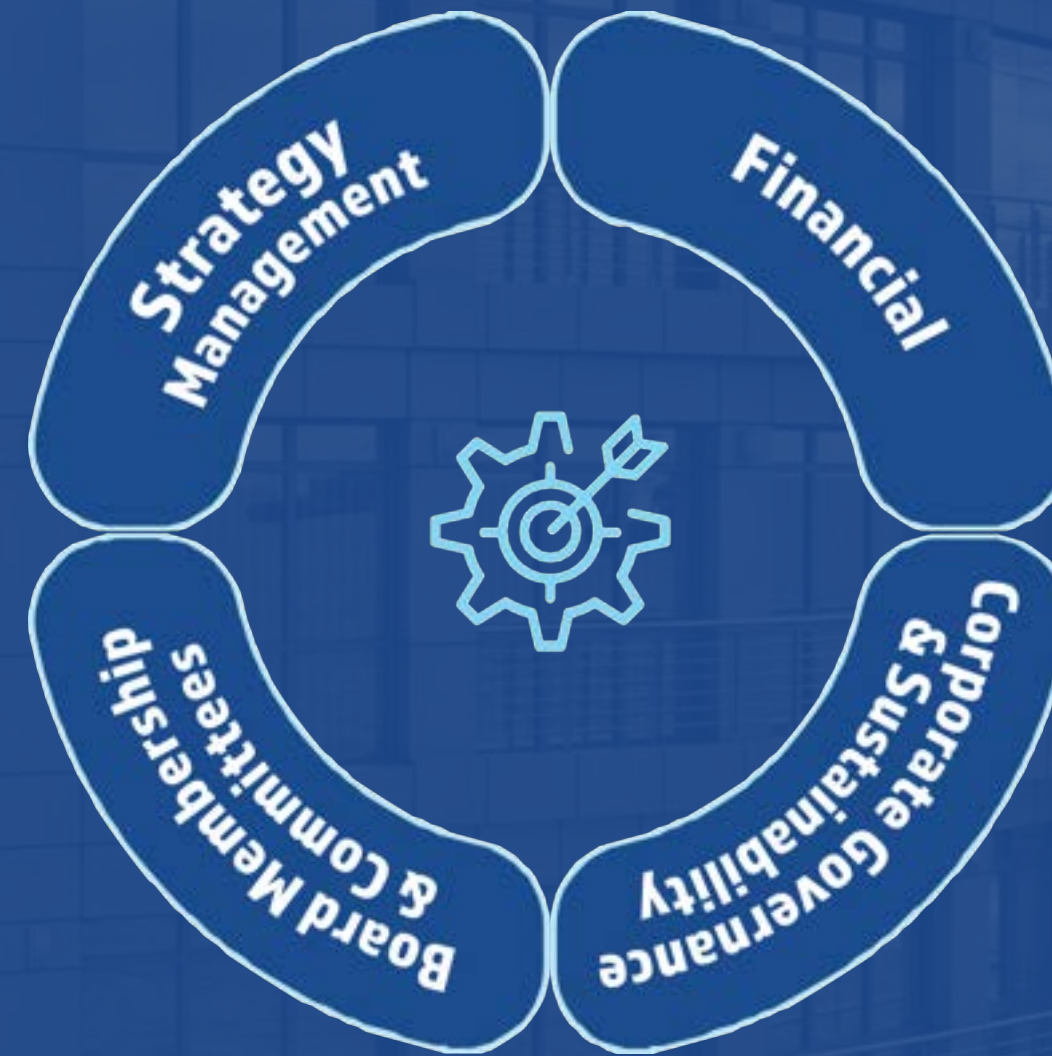 Strategy
Management
Financial
Corporate Governance
& Sustainability
Board Membership
& Committees